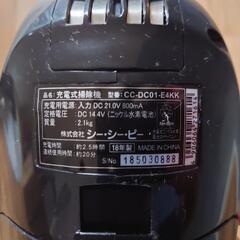 品名：充電式掃除機 型番：CC-DC01-E4KK
充電用電源：入力 DC 21.0V 600mA
定格電圧：DC 14.4V（ニッケル水素電池）
質量：2.1kg
株式会社シー・シー・ピー
充電時間：約2.5時間 18年製
連続使用時間：約20分 MADE IN CHINA
S/No 185030888